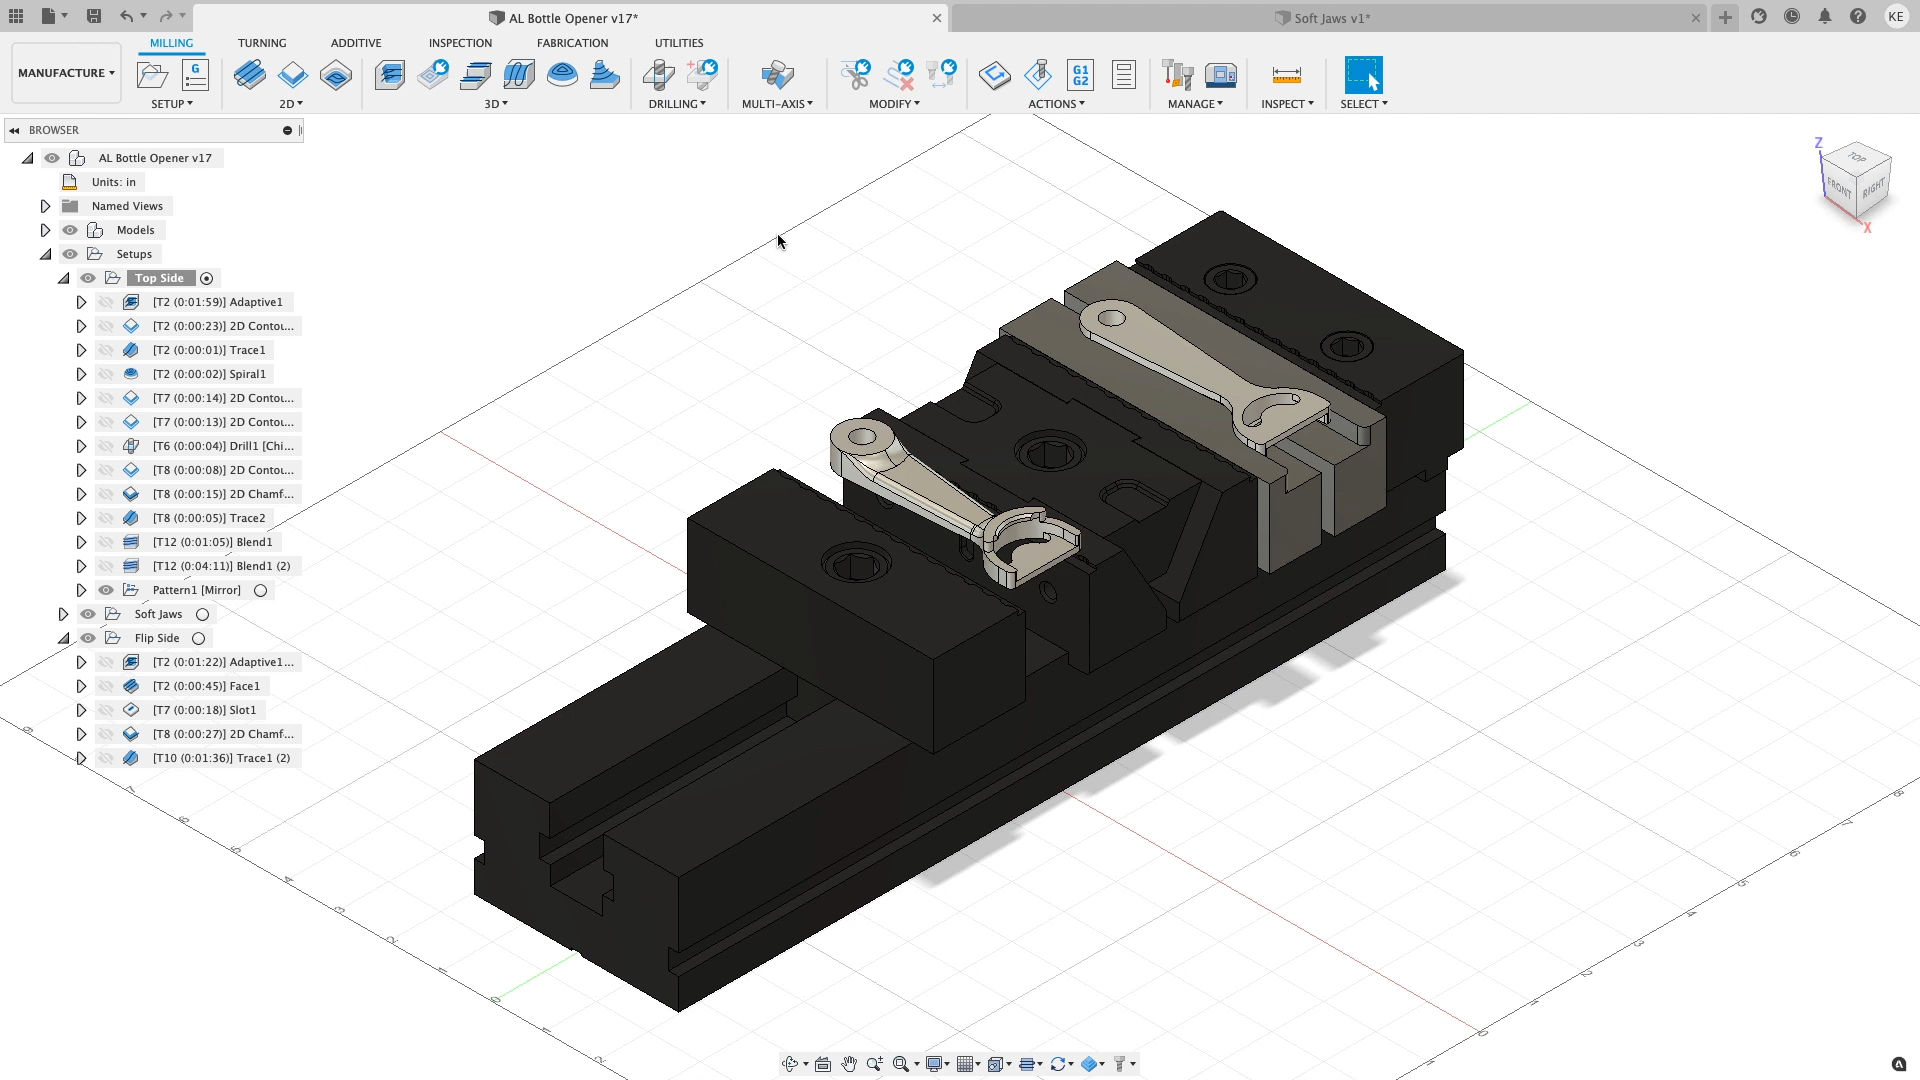 AL Bottle Opener v17*
Soft Jaws v1*
KE
MANUFACTURE
MILLING
TURNING
ADDITIVE
INSPECTION
FABRICATION
UTILITIES
G
G1
G2
SETUP
2D
3D
DRILLING
MULTI-AXIS
MODIFY
ACTIONS
MANAGE
INSPECT
SELECT
BROWSER
AL Bottle Opener v17
Units: in
Named Views
Models
Setups
Top Side
[T2 (0:01:59)] Adaptive1
[T2 (0:00:23)] 2D Contou...
[T2 (0:00:01)] Trace1
[T2 (0:00:02)] Spiral1
[T7 (0:00:14)] 2D Contou...
[T7 (0:00:13)] 2D Contou...
[T6 (0:00:04)] Drill1 [Chi...
[T8 (0:00:08)] 2D Contou...
[T8 (0:00:15)] 2D Chamf...
[T8 (0:00:05)] Trace2
[T12 (0:01:05)] Blend1
[T12 (0:04:11)] Blend1 (2)
Pattern1 [Mirror]
Soft Jaws
Flip Side
[T2 (0:01:22)] Adaptive1...
[T2 (0:00:45)] Face1
[T7 (0:00:18)] Slot1
[T8 (0:00:27)] 2D Chamf...
[T10 (0:01:36)] Trace1 (2)
Z
TOP
FRONT
RIGHT
X